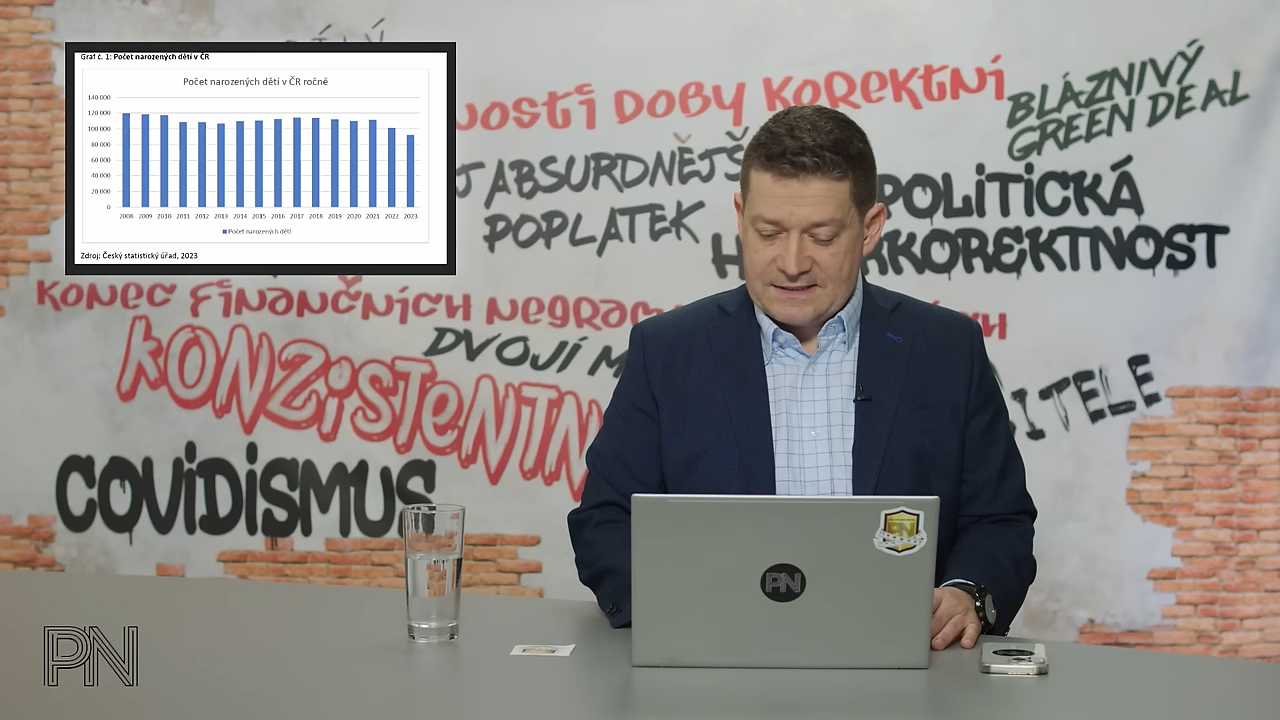 Graf č. 1: Počet narozených dětí v ČR
Počet narozených dětí v ČR ročně
140 000
120 000
100 000
80 000
60 000
40 000
20 000
0
2008 2009 2010 2011 2012 2013 2014 2015 2016 2017 2018 2019 2020 2021 2022 2023
Počet narozených dětí
Zdroj: Český statistický úřad, 2023
DOBY KOREKTNÍ
BLÁZNIVÝ
GREEN DEAL
ABSURDNĚJŠ
POPLATEK
POLITICKÁ
KOREKTNOST
KONEC FINANČNÍCH NEGRAM
KONZISTENTN
DVOJÍ M
ITELE
COVIDISMUS
PN
PN